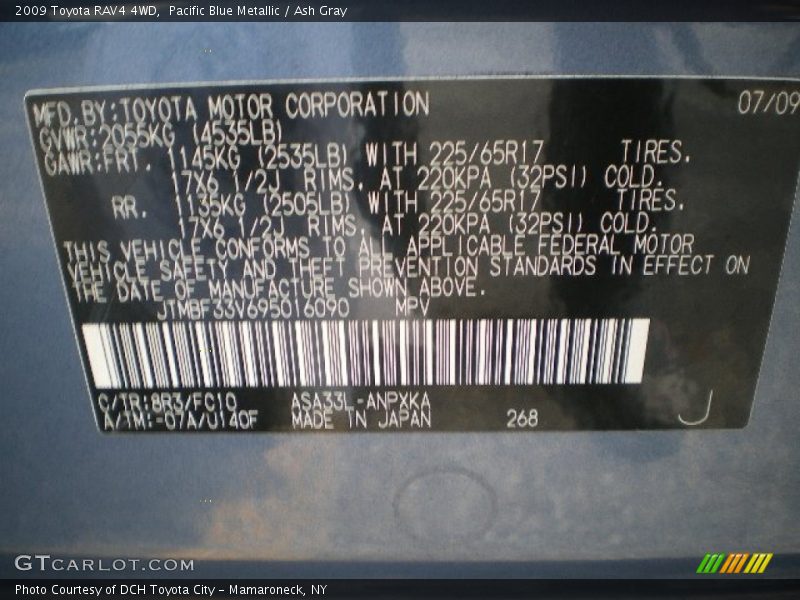 2009 Toyota RAV4 4WD,  Pacific Blue Metallic / Ash Gray
MFD.BY:TOYOTA MOTOR CORPORATION 07/09
GVWR:2055KG (4535LB)
GAWR:FRT. 1145KG (2535LB) WITH 225/65R17 TIRES.
17X6 1/2J RIMS, AT 220KPA (32PSI) COLD.
RR. 1135KG (2505LB) WITH 225/65R17 TIRES.
17X6 1/2J RIMS, AT 220KPA (32PSI) COLD.
THIS VEHICLE CONFORMS TO ALL APPLICABLE FEDERAL MOTOR
VEHICLE SAFETY AND THEFT PREVENTION STANDARDS IN EFFECT ON
THE DATE OF MANUFACTURE SHOWN ABOVE.
JTMBF33V695016090 MPV
C/TR:8R3/FC10 ASA33L-ANPXKA
A/TM:-07A/U140F MADE IN JAPAN 268 J
GTCARLOT.COM
Photo Courtesy of DCH Toyota City - Mamaroneck, NY